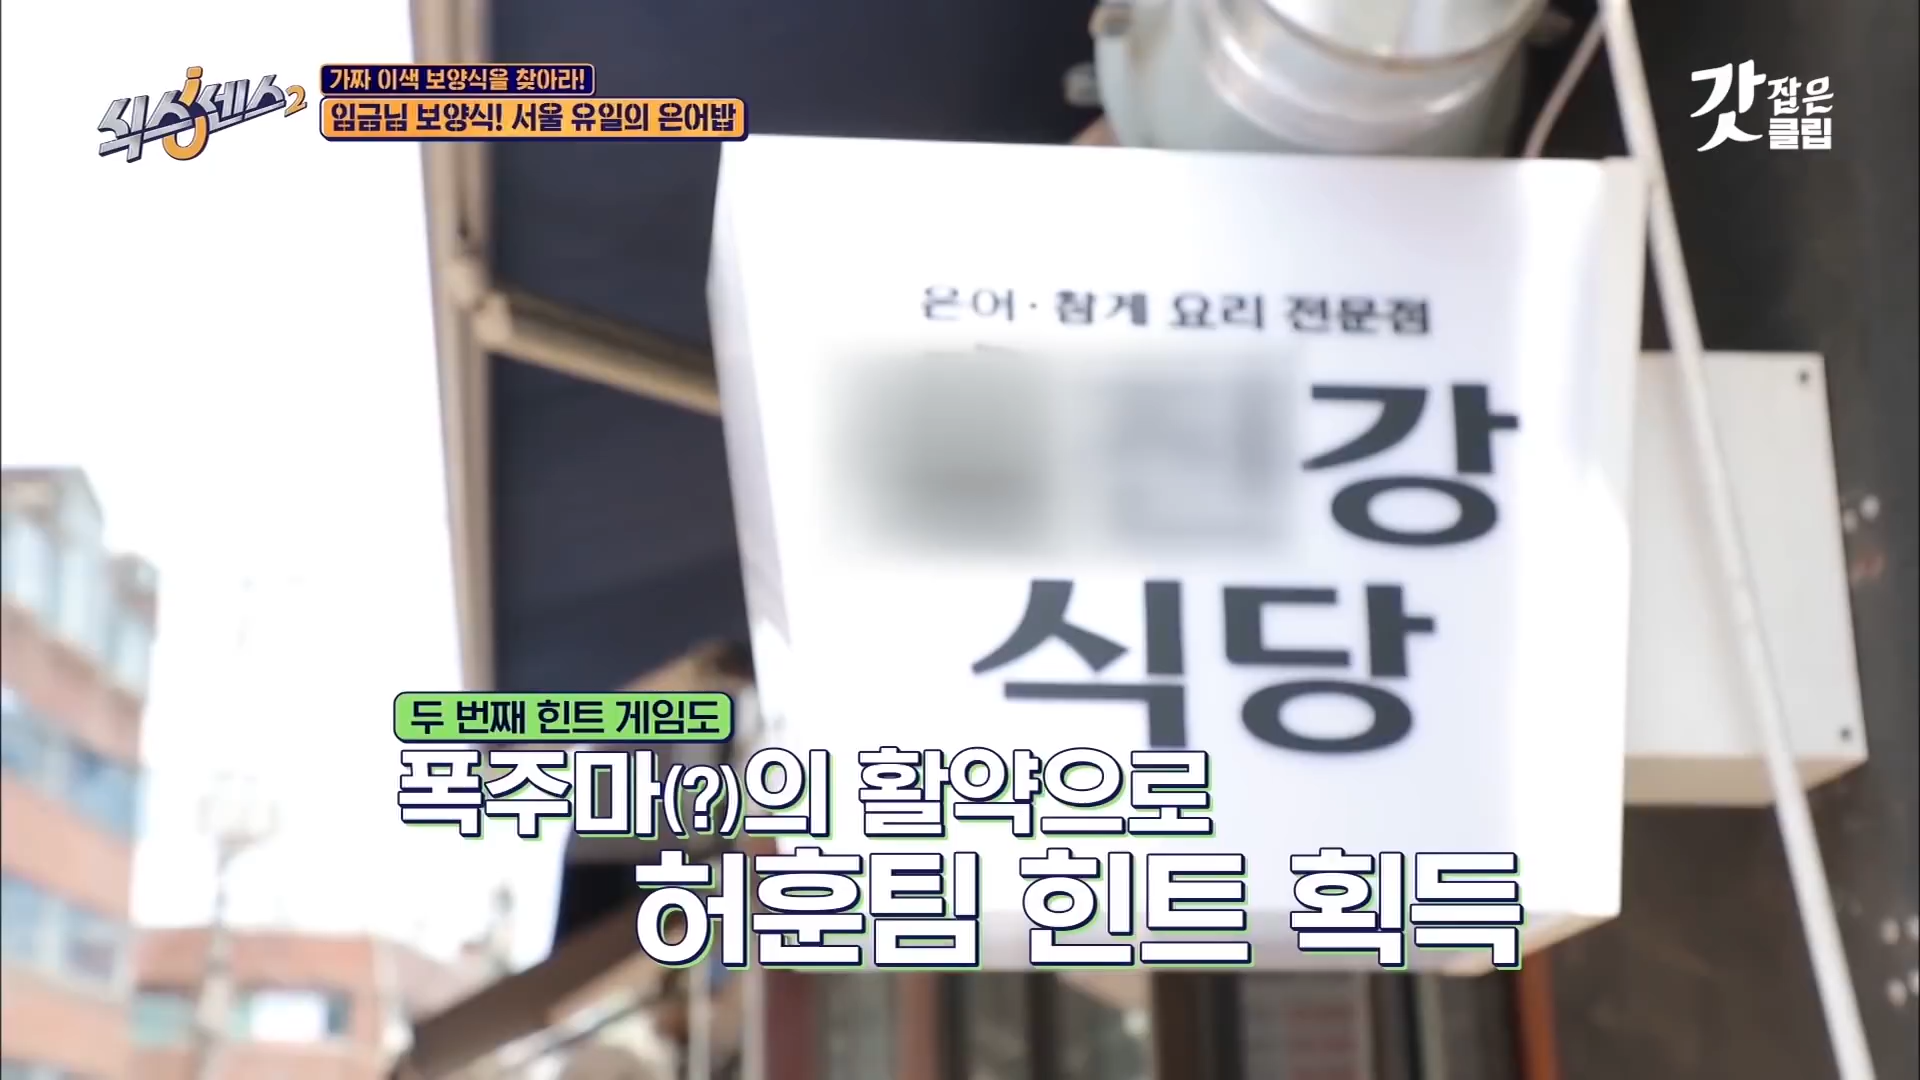 식스센스2
가짜 이색 보양식을 찾아라!
임금님 보양식! 서울 유일의 은어밥
갓잡은
클립
은어·참게 요리 전문점
강
식당
두 번째 힌트 게임도
폭주마(?)의 활약으로
허훈팀 힌트 획득